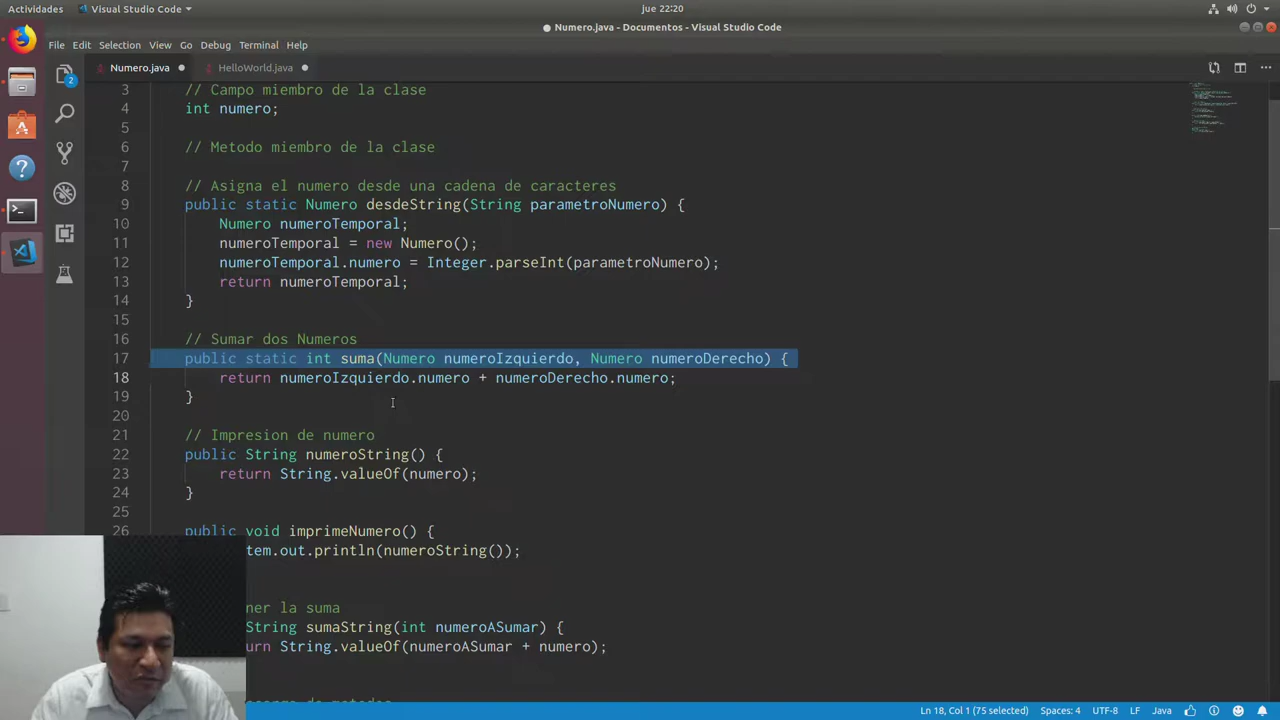 Actividades
Visual Studio Code
jue 22:20
Numero.java - Documentos - Visual Studio Code
File Edit Selection View Go Debug Terminal Help
Numero.java
HelloWorld.java
2
3 // Campo miembro de la clase
4 int numero;
5
6 // Metodo miembro de la clase
7
8 // Asigna el numero desde una cadena de caracteres
9 public static Numero desdeString(String parametroNumero) {
10 Numero numeroTemporal;
11 numeroTemporal = new Numero();
12 numeroTemporal.numero = Integer.parseInt(parametroNumero);
13 return numeroTemporal;
14 }
15
16 // Sumar dos Numeros
17 public static int suma(Numero numeroIzquierdo, Numero numeroDerecho) {
18 return numeroIzquierdo.numero + numeroDerecho.numero;
19 }
20
21 // Impresion de numero
22 public String numeroString() {
23 return String.valueOf(numero);
24 }
25
26 public void imprimeNumero() {
tem.out.println(numeroString());
ner la suma
String sumaString(int numeroASumar) {
urn String.valueOf(numeroASumar + numero);
de metodos
Ln 18, Col 1 (75 selected) Spaces: 4 UTF-8 LF Java